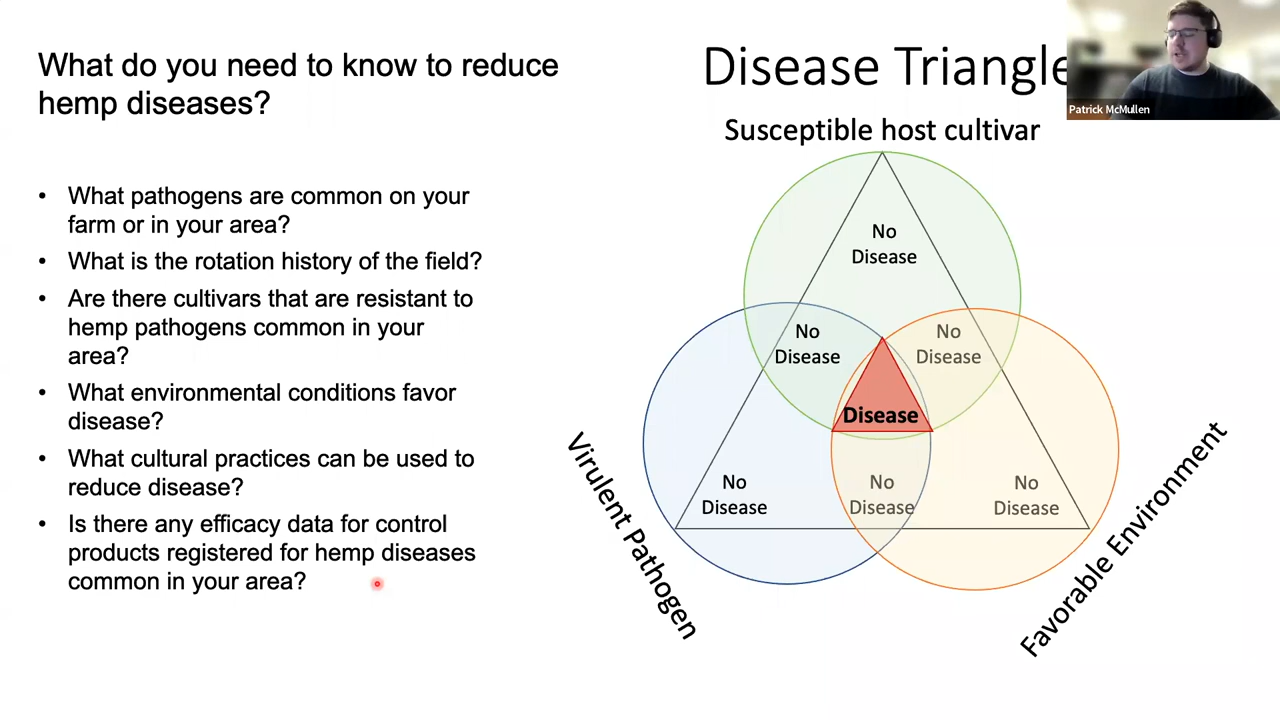 What do you need to know to reduce
hemp diseases?
• What pathogens are common on your
farm or in your area?
• What is the rotation history of the field?
• Are there cultivars that are resistant to
hemp pathogens common in your
area?
• What environmental conditions favor
disease?
• What cultural practices can be used to
reduce disease?
• Is there any efficacy data for control
products registered for hemp diseases
common in your area?
Disease Triangle
Susceptible host cultivar
No
Disease
No
Disease
No
Disease
Disease
No
Disease
No
Disease
No
Disease
Virulent Pathogen
Favorable Environment
Patrick McMullen